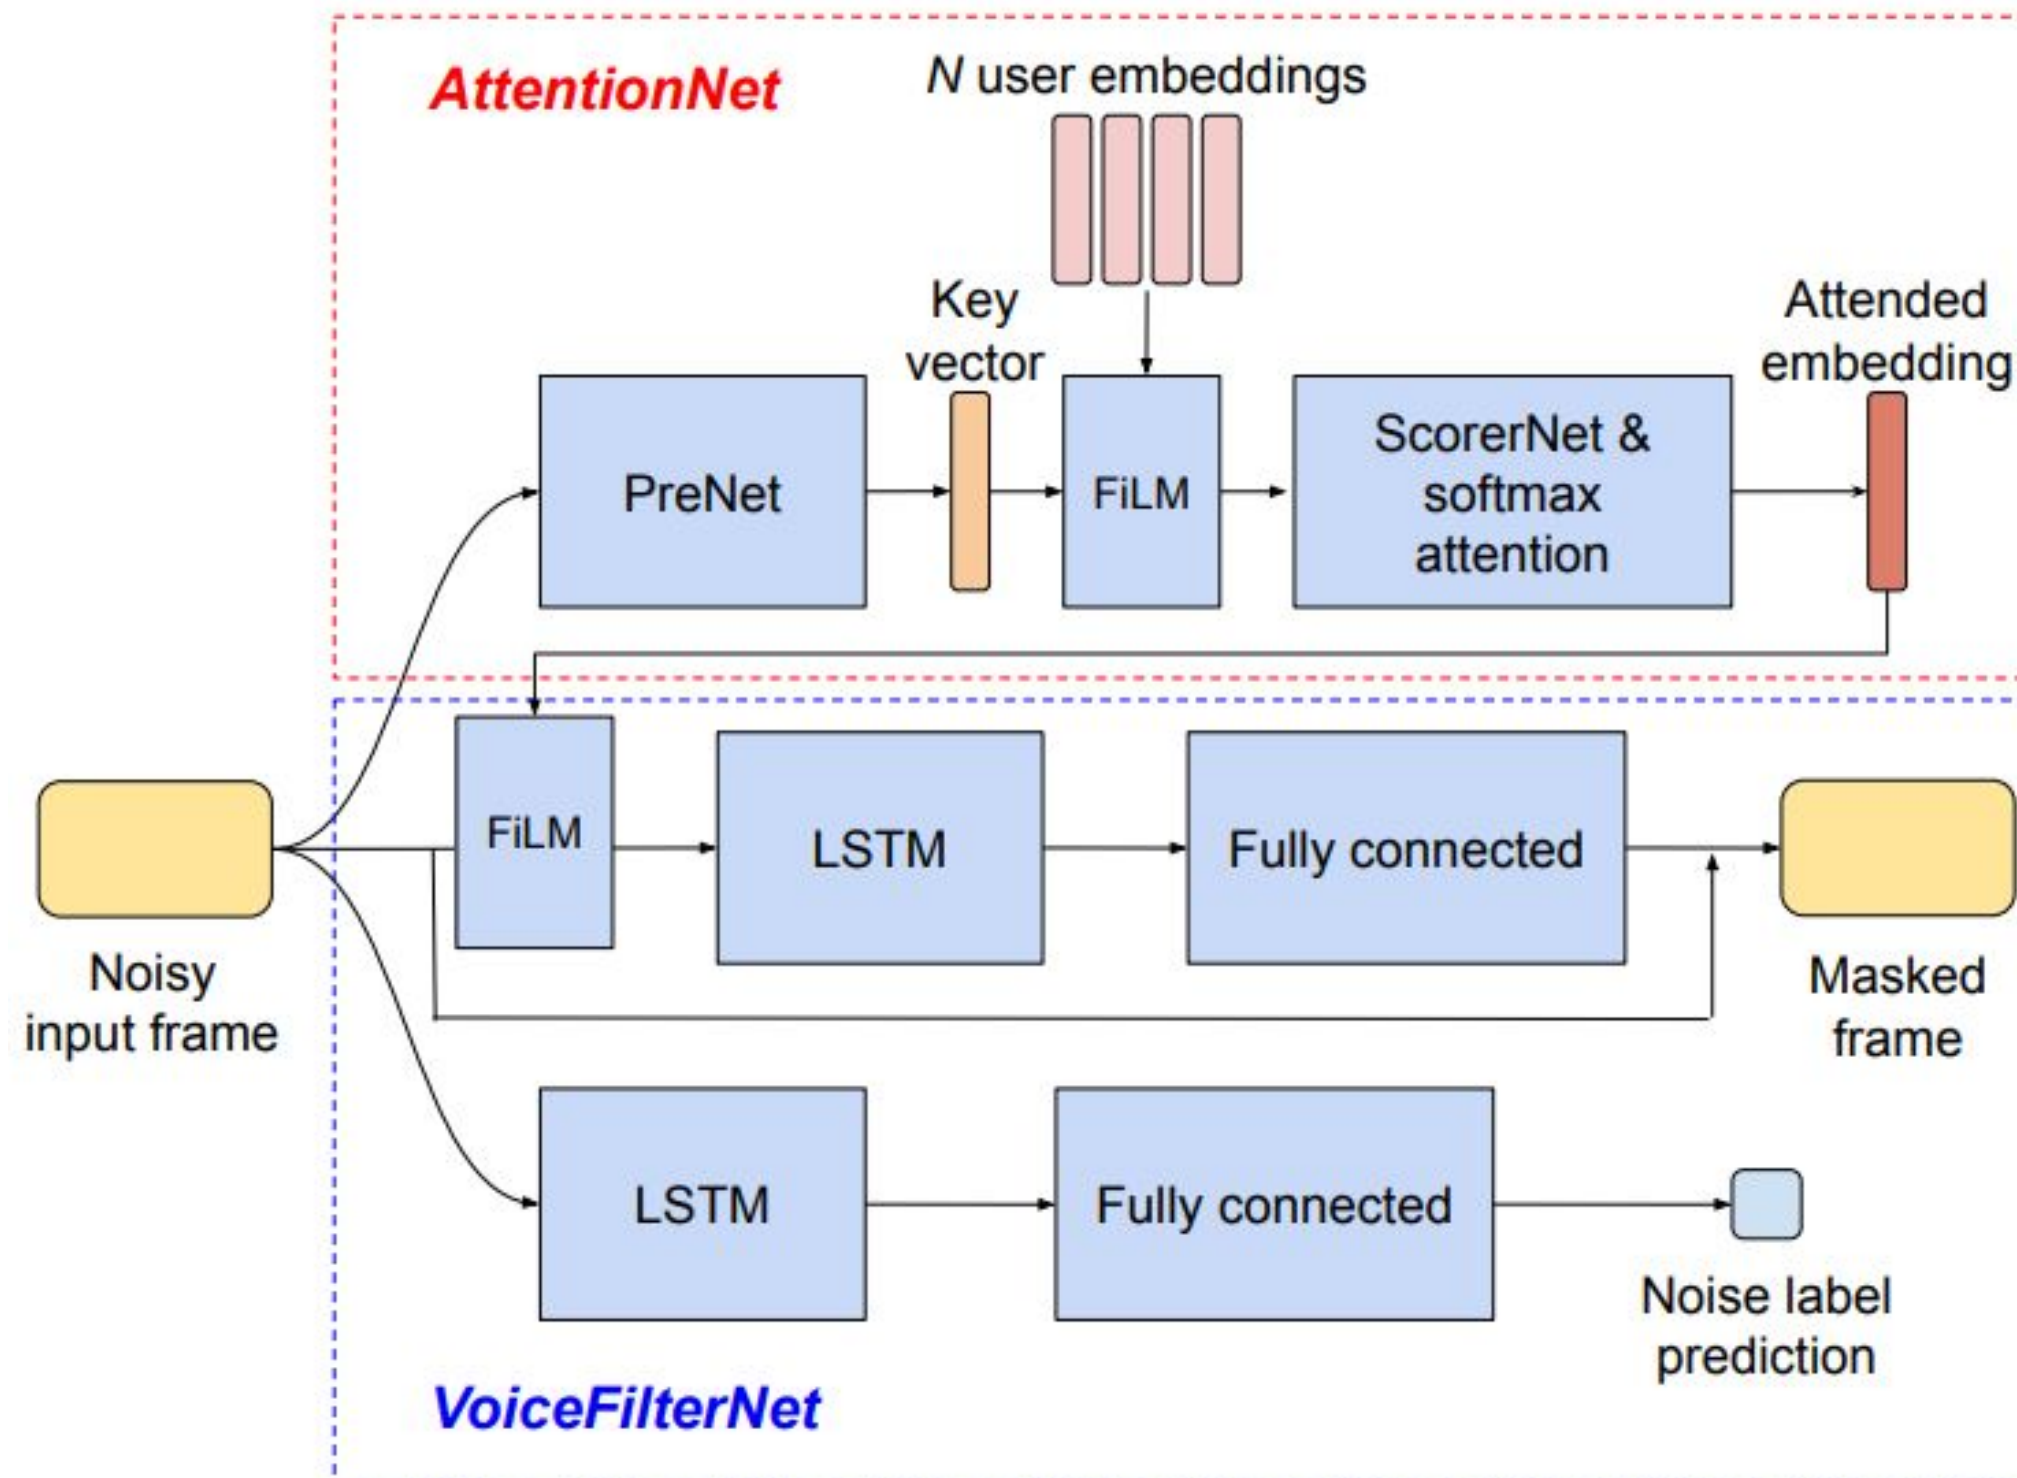 AttentionNet
N user embeddings
Key
vector
Attended
embedding
PreNet
FiLM
ScorerNet &
softmax
attention
FiLM
LSTM
Fully connected
Noisy
input frame
Masked
frame
LSTM
Fully connected
Noise label
prediction
VoiceFilterNet